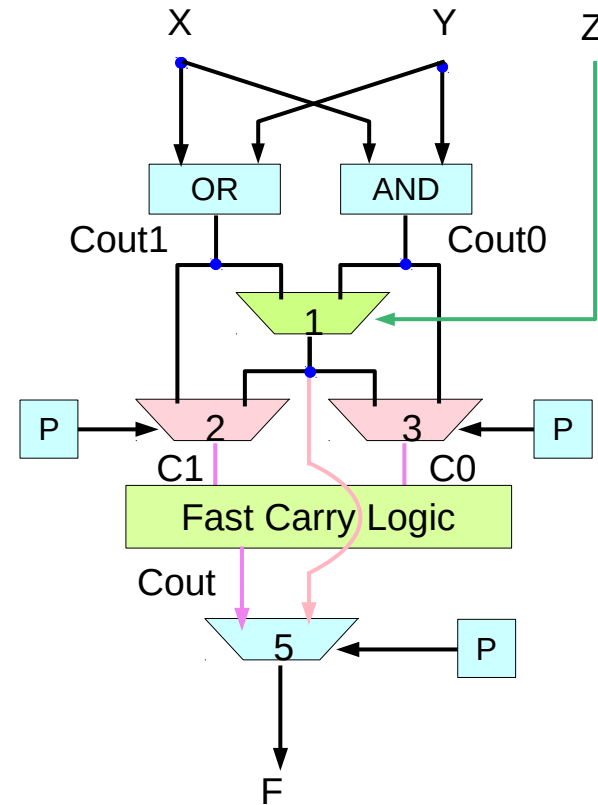 X Y Z
OR AND
Cout1 Cout0
1
P 2 3 P
C1 C0
Fast Carry Logic
Cout
5 P
F